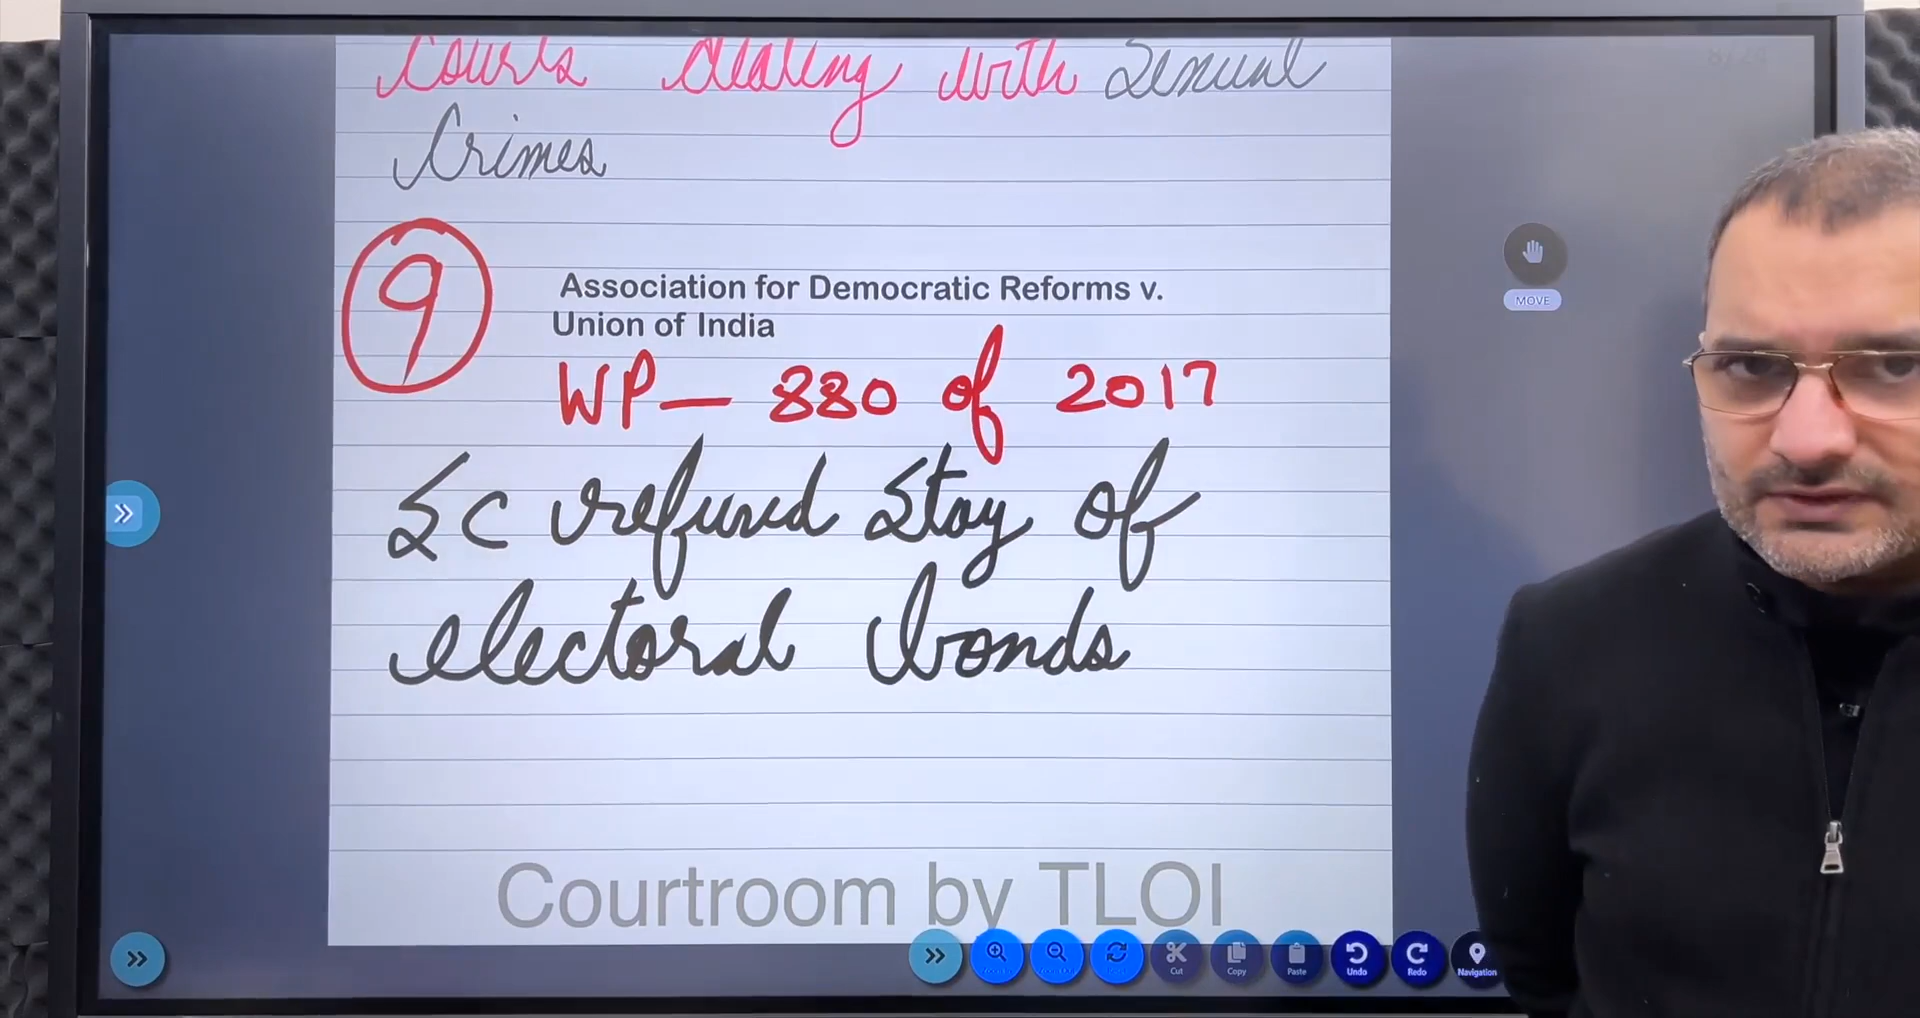 Courts dealing with Sexual
Crimes
9
Association for Democratic Reforms v.
Union of India
WP - 880 of 2017
SC refused Stay of
electoral bonds
Courtroom by TLOI
MOVE
Cut
Copy
Paste
Undo
Redo
Navigation